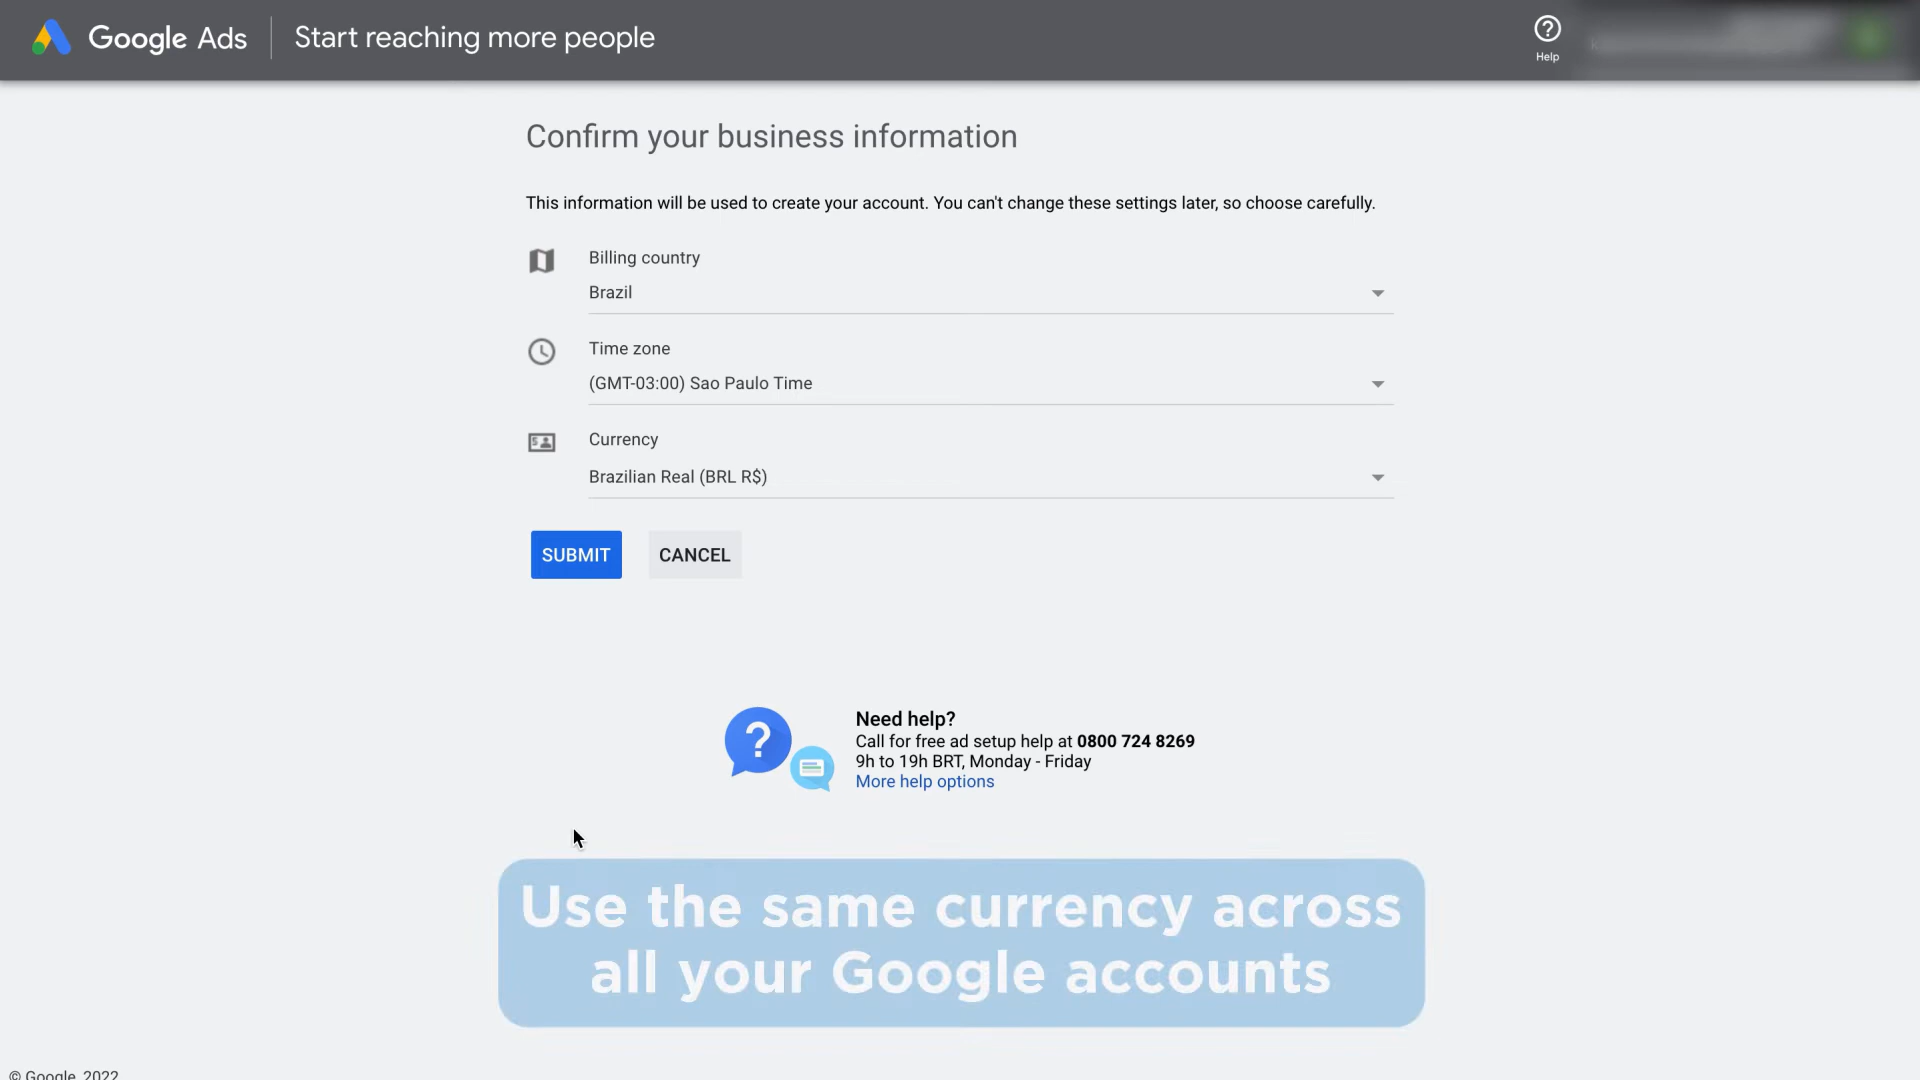 Google Ads
Start reaching more people
Help
Confirm your business information
This information will be used to create your account. You can't change these settings later, so choose carefully.
Billing country
Brazil
Time zone
(GMT-03:00) Sao Paulo Time
Currency
Brazilian Real (BRL R$)
SUBMIT
CANCEL
Need help?
Call for free ad setup help at 0800 724 8269
9h to 19h BRT, Monday - Friday
More help options
Use the same currency across
all your Google accounts
© Google, 2022